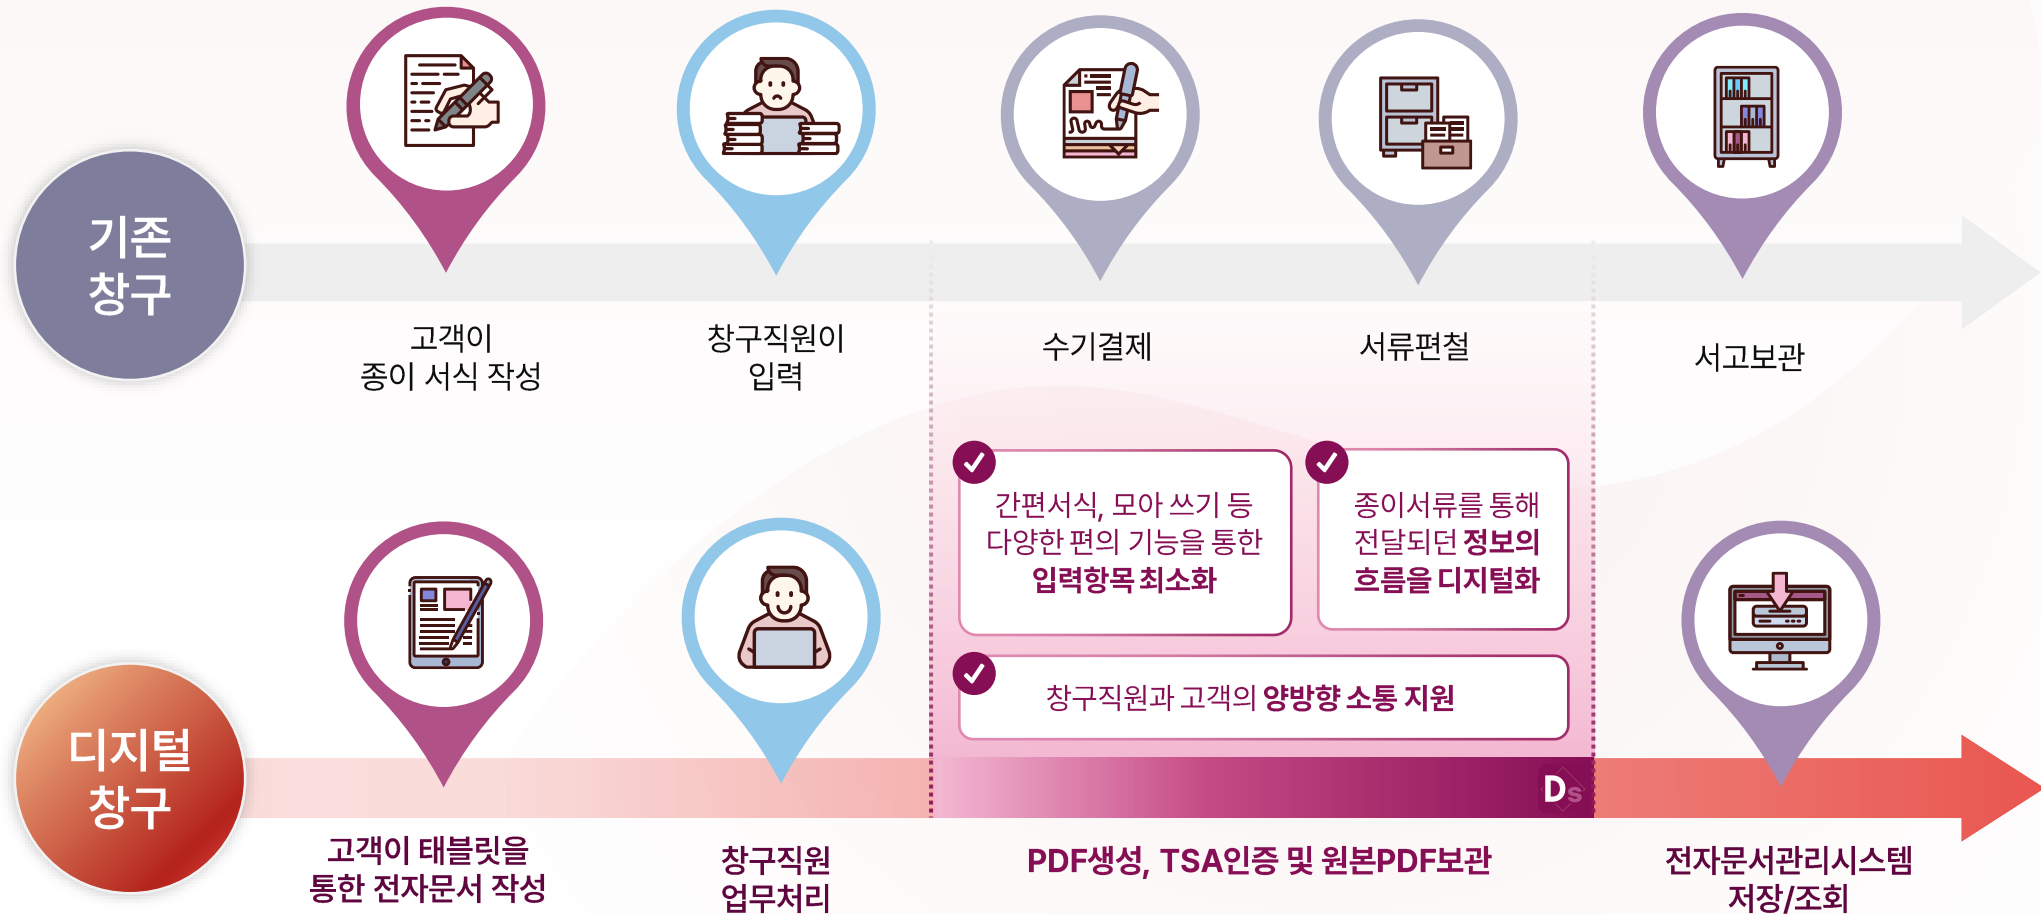 기존
창구
고객이
종이 서식 작성
창구직원이
입력
수기결제
서류편철
서고보관
간편서식, 모아 쓰기 등
다양한 편의 기능을 통한
입력항목 최소화
종이서류를 통해
전달되던 정보의
흐름을 디지털화
창구직원과 고객의 양방향 소통 지원
디지털
창구
Ds
고객이 태블릿을
통한 전자문서 작성
창구직원
업무처리
PDF생성, TSA인증 및 원본PDF보관
전자문서관리시스템
저장/조회